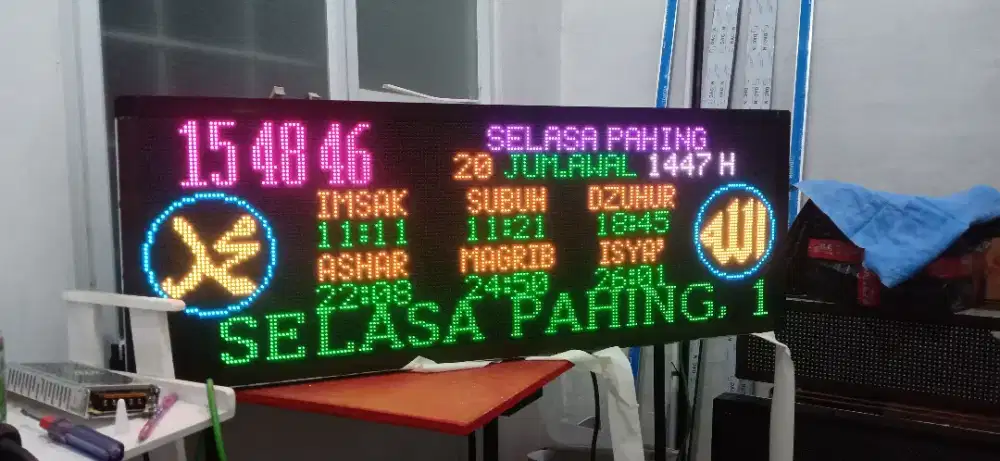 15 48 46
SELASA PAHING
20 JUM.AWAL 1447 H
IMSAK SUBUH DZUHUR
11:11 11:21 18:45
ASHAR MAGRIB ISYA'
22:08 24:50 26:01
SELASA PAHING, 1